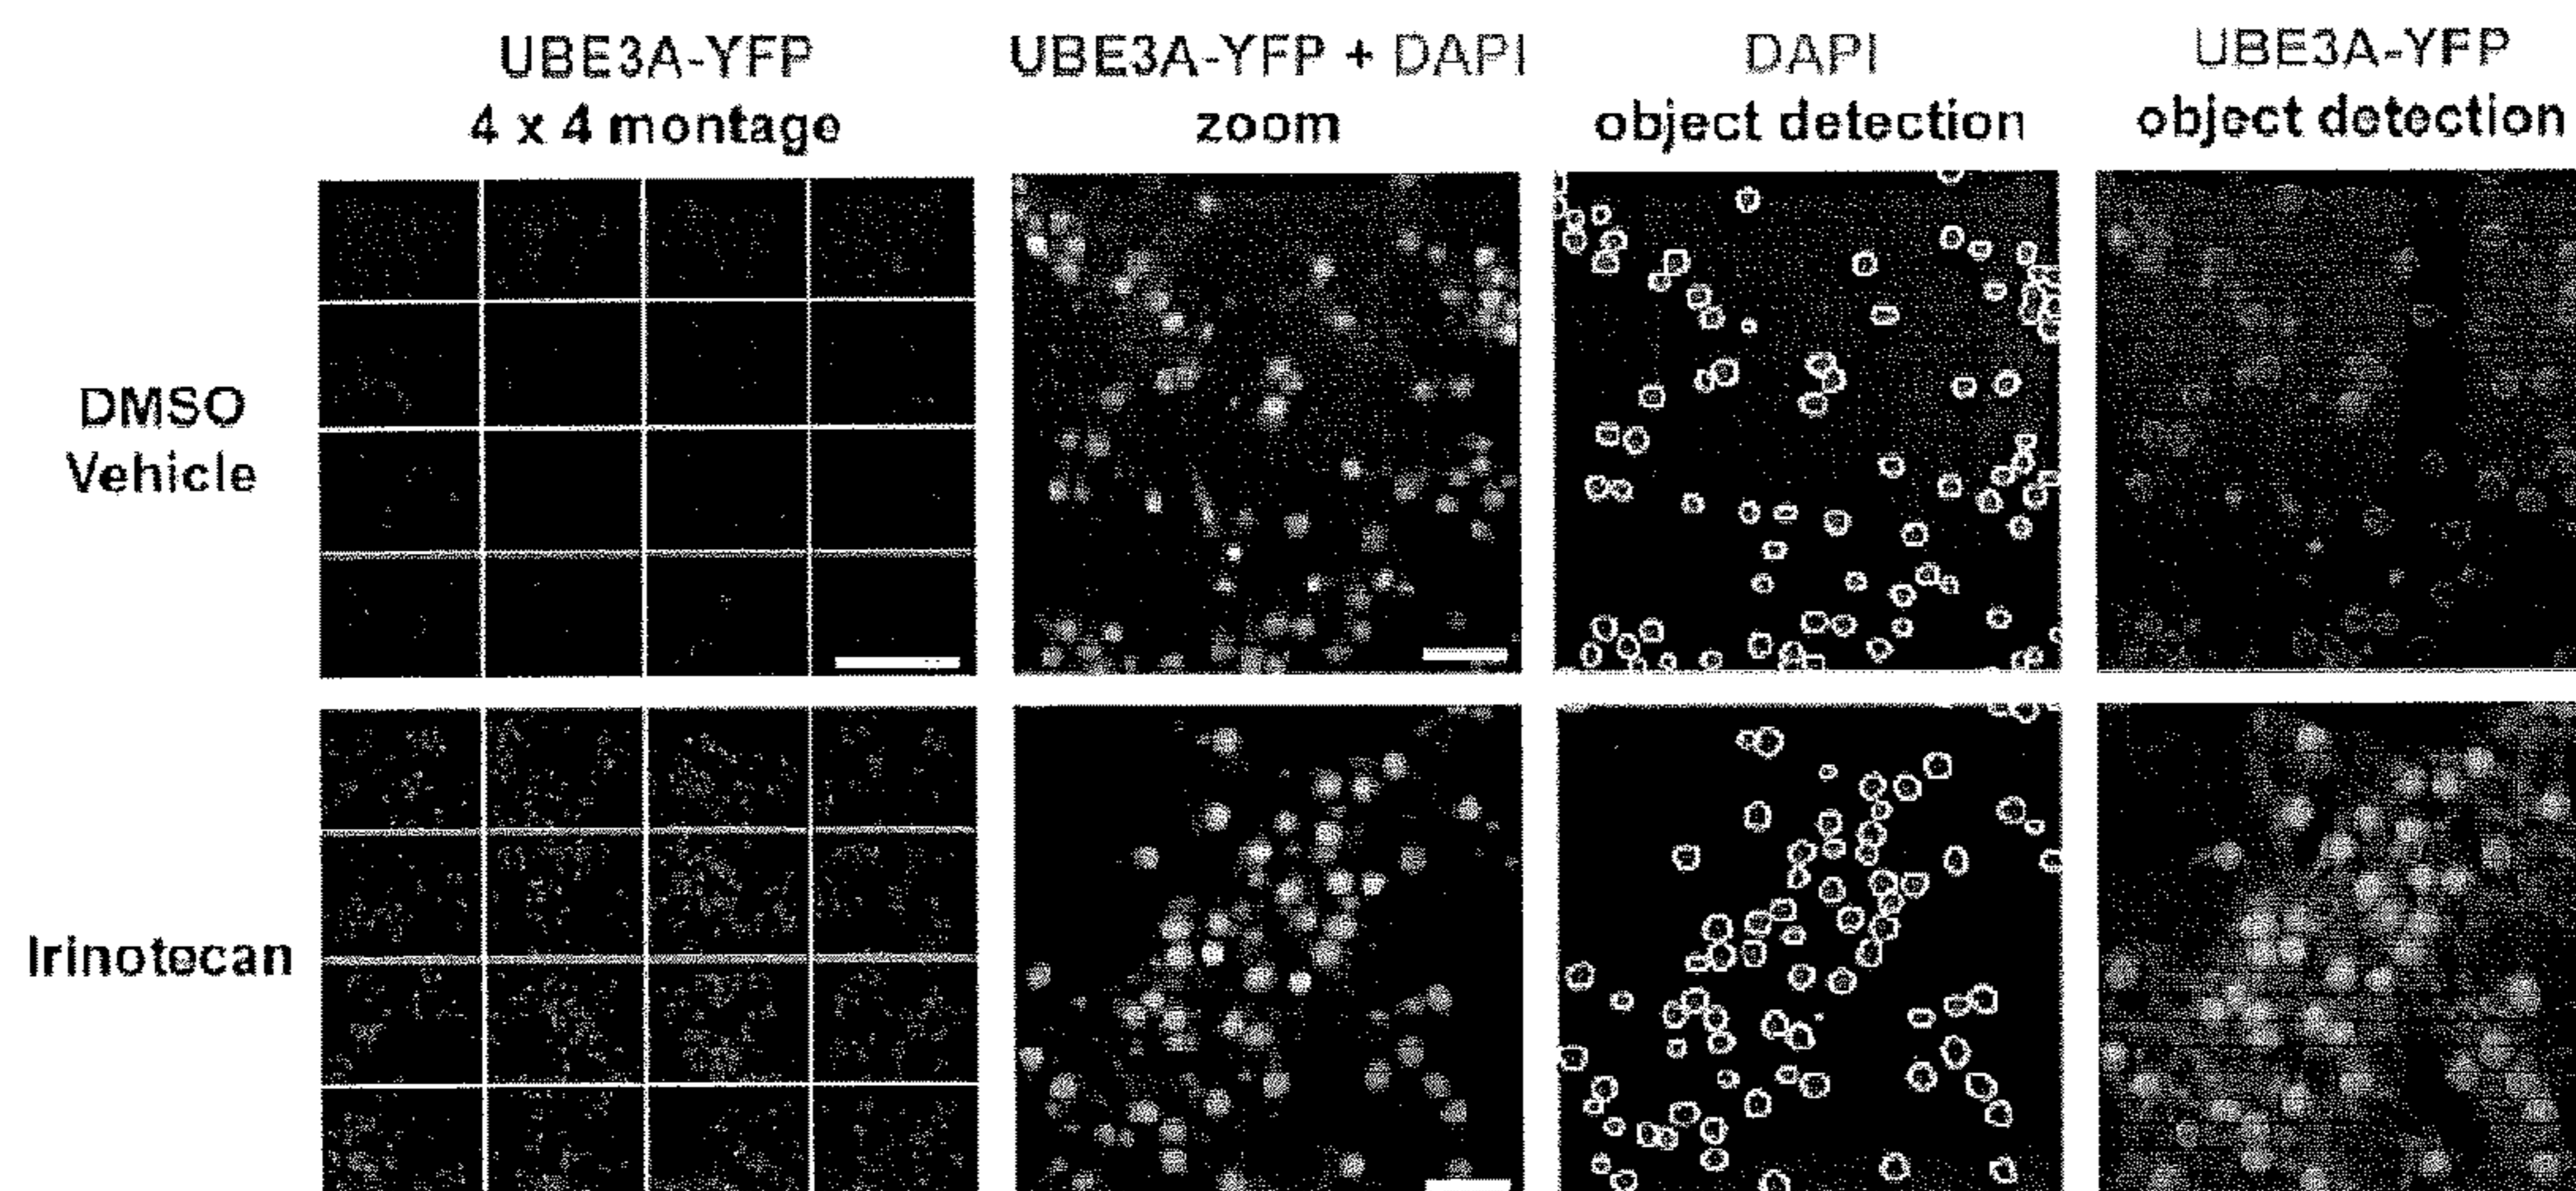 UBE3A-YFP
4 x 4 montage
UBE3A-YFP + DAPI
zoom
DAPI
object detection
UBE3A-YFP
object detection
DMSO
Vehicle
Irinotecan